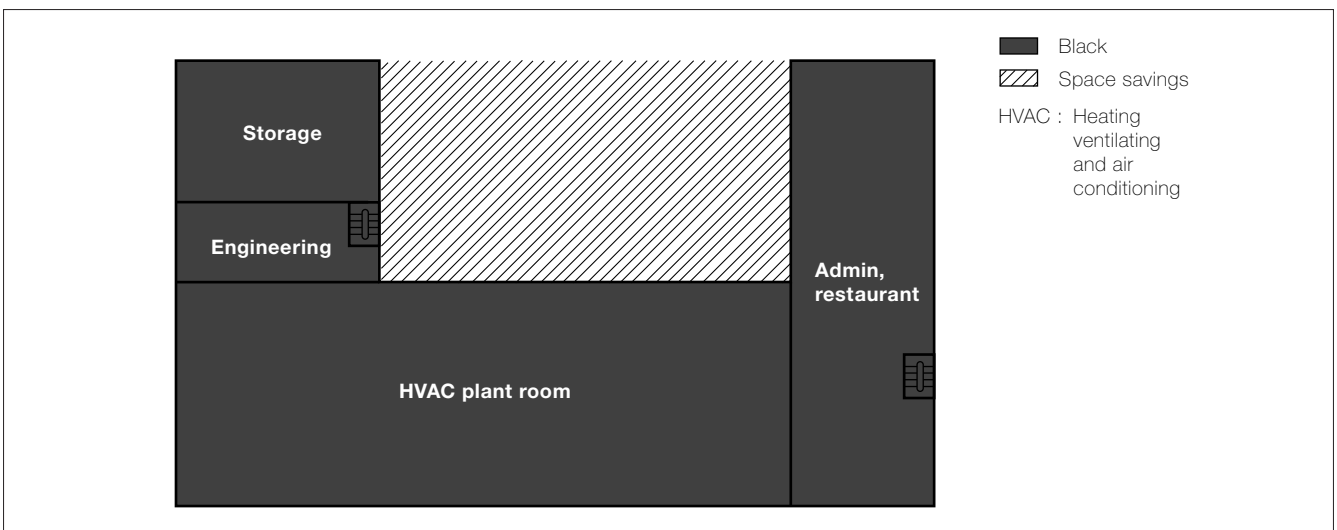 Black
Space savings
HVAC : Heating
ventilating
and air
conditioning
Storage
Engineering
Admin,
restaurant
HVAC plant room